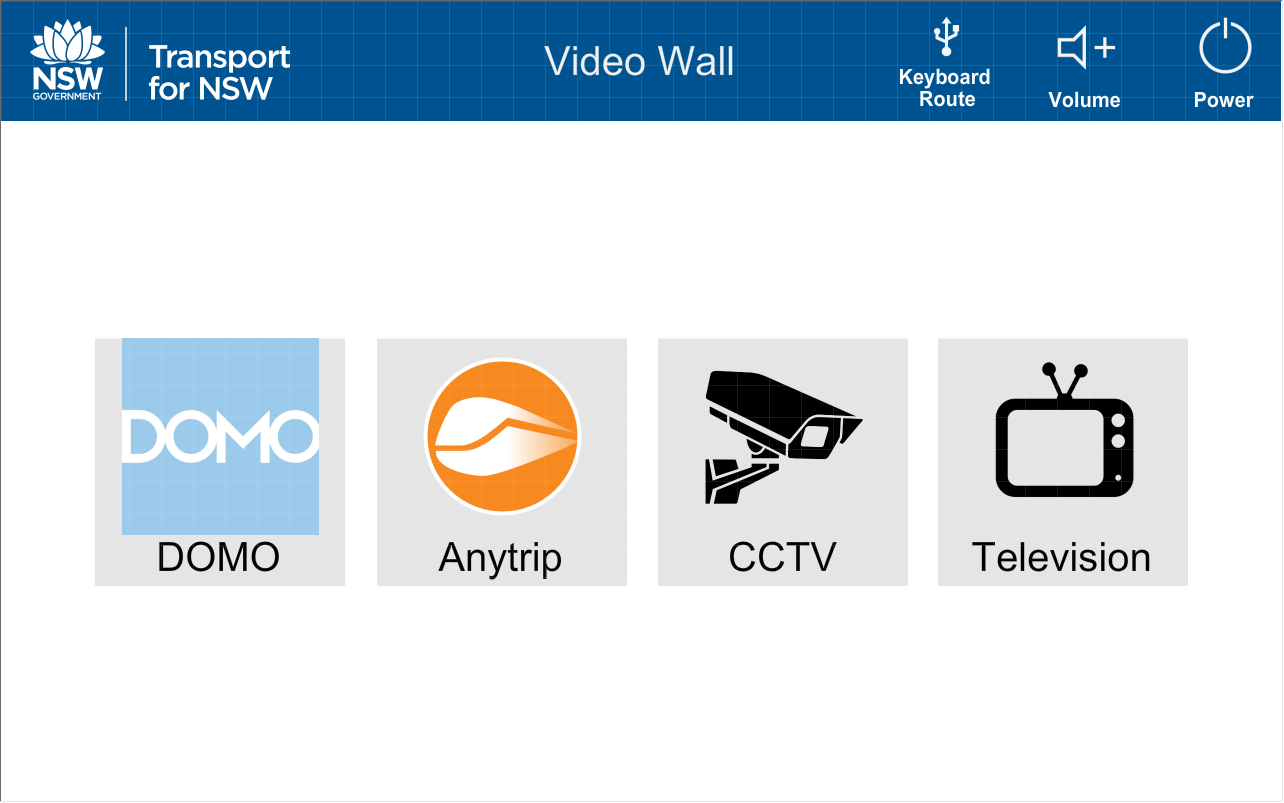 NSW
GOVERNMENT
Transport
for NSW
Video Wall
Keyboard
Route
Volume
Power
DOMO
DOMO
Anytrip
CCTV
Television